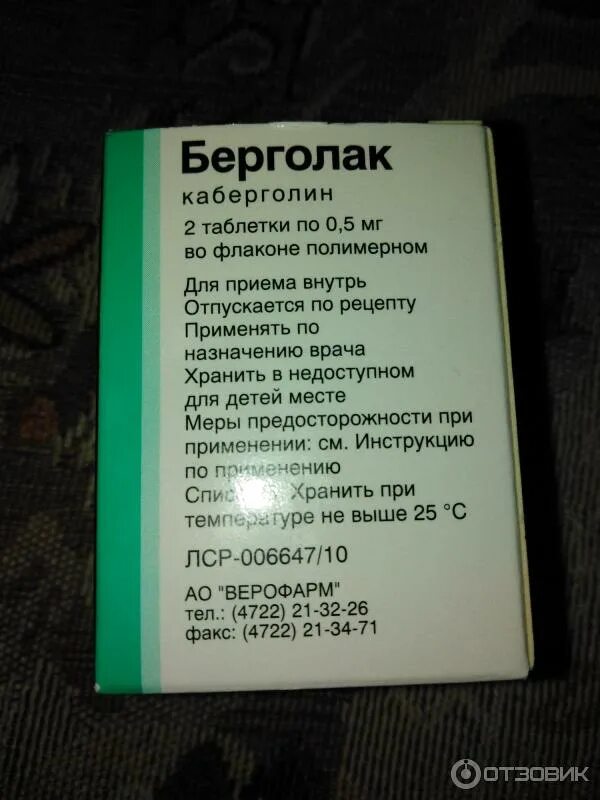 Берголак
каберголин
2 таблетки по 0,5 мг
во флаконе полимерном
Для приема внутрь
Отпускается по рецепту
Применять по
назначению врача
Хранить в недоступном
для детей месте
Меры предосторожности при
применении: см. Инструкцию
по применению
Хранить при
температуре не выше 25 °C
ЛСР-006647/10
АО "ВЕРОФАРМ"
тел.: (4722) 21-32-26
факс: (4722) 21-34-71
ОТЗОВИК